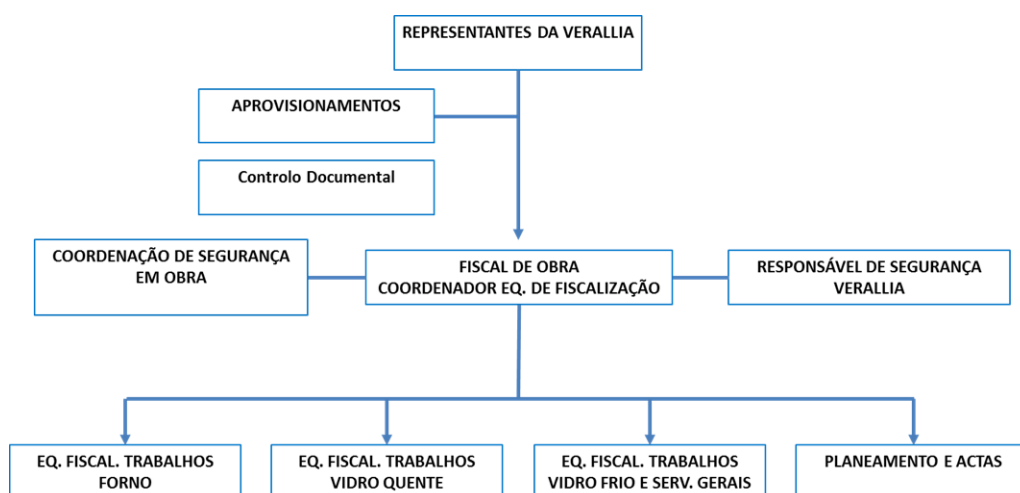 REPRESENTANTES DA VERALLIA
APROVISIONAMENTOS
Controlo Documental
COORDENAÇÃO DE SEGURANÇA
EM OBRA
FISCAL DE OBRA
COORDENADOR EQ. DE FISCALIZAÇÃO
RESPONSÁVEL DE SEGURANÇA
VERALLIA
EQ. FISCAL. TRABALHOS
FORNO
EQ. FISCAL. TRABALHOS
VIDRO QUENTE
EQ. FISCAL. TRABALHOS
VIDRO FRIO E SERV. GERAIS
PLANEAMENTO E ACTAS